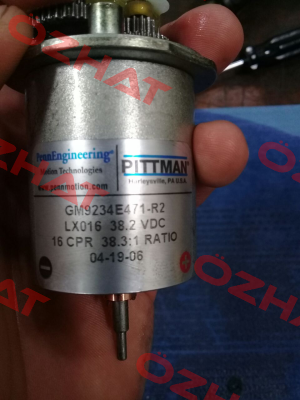 PennEngineering®
Motion Technologies
www.pennmotion.com
PITTMAN®
Harleysville, PA U.S.A.
GM9234E471-R2
LX016 38.2 VDC
16 CPR 38.3:1 RATIO
04-19-06
OZHAT
OZHAT
OZHAT
OZHAT